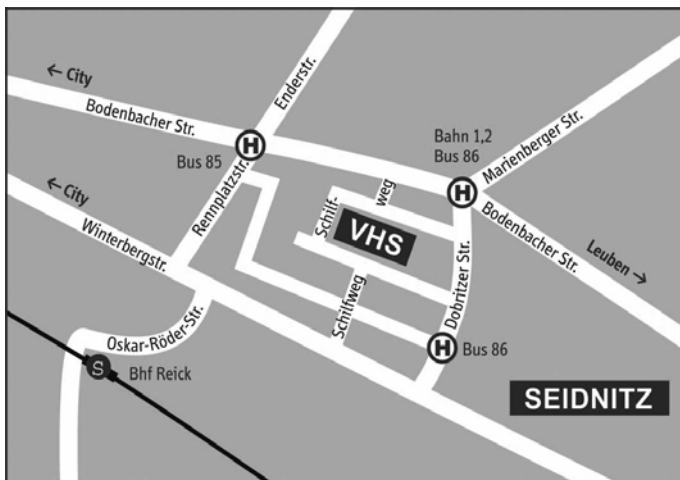 ← City
Bodenbacher Str.
Enderstr.
H
Bus 85
Bahn 1,2
Bus 86
H
Marienberger Str.
Bodenbacher Str.
Leuben →
← City
Winterbergstr.
Rennplatzstr.
Schilf-
weg
VHS
Schilfweg
Dobritzer Str.
H
Bus 86
Oskar-Röder-Str.
S
Bhf Reick
SEIDNITZ